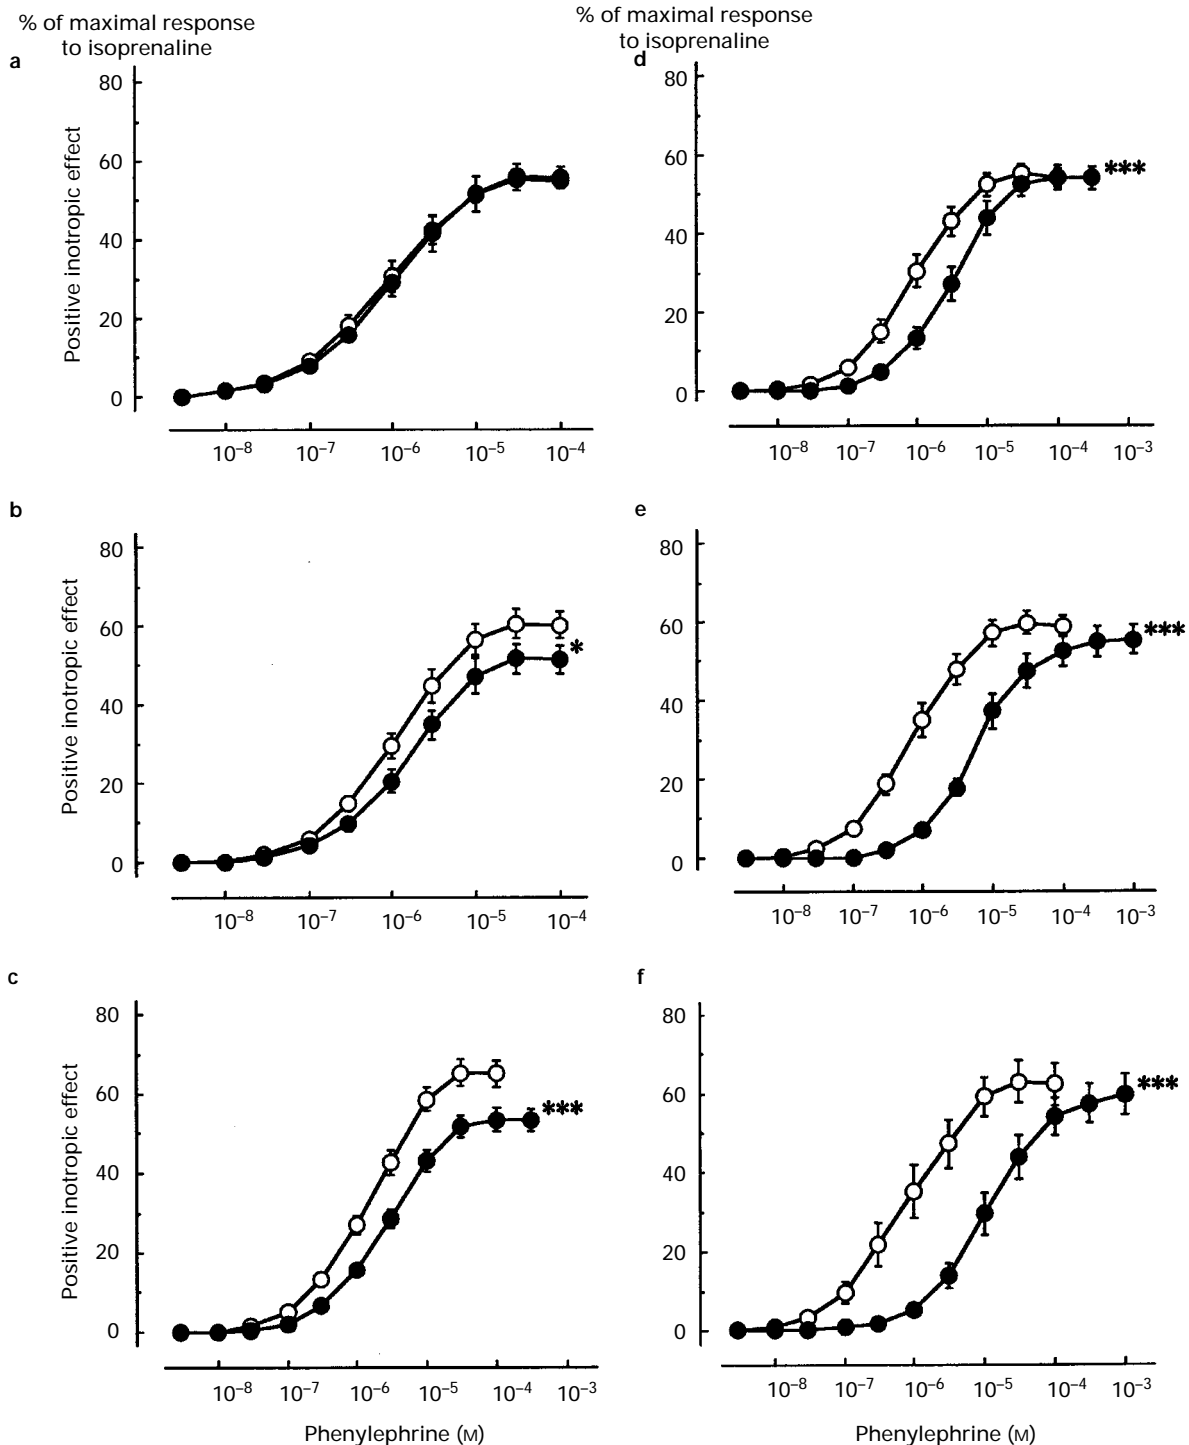 % of maximal response
to isoprenaline
a
80
60
40
20
0
Positive inotropic effect
10⁻⁸ 10⁻⁷ 10⁻⁶ 10⁻⁵ 10⁻⁴
% of maximal response
to isoprenaline
d
80
60
40
20
0
***
10⁻⁸ 10⁻⁷ 10⁻⁶ 10⁻⁵ 10⁻⁴ 10⁻³
b
80
60
40
20
0
Positive inotropic effect
*
10⁻⁸ 10⁻⁷ 10⁻⁶ 10⁻⁵ 10⁻⁴
e
80
60
40
20
0
***
10⁻⁸ 10⁻⁷ 10⁻⁶ 10⁻⁵ 10⁻⁴ 10⁻³
c
80
60
40
20
0
Positive inotropic effect
***
10⁻⁸ 10⁻⁷ 10⁻⁶ 10⁻⁵ 10⁻⁴ 10⁻³
Phenylephrine (M)
f
80
60
40
20
0
***
10⁻⁸ 10⁻⁷ 10⁻⁶ 10⁻⁵ 10⁻⁴ 10⁻³
Phenylephrine (M)